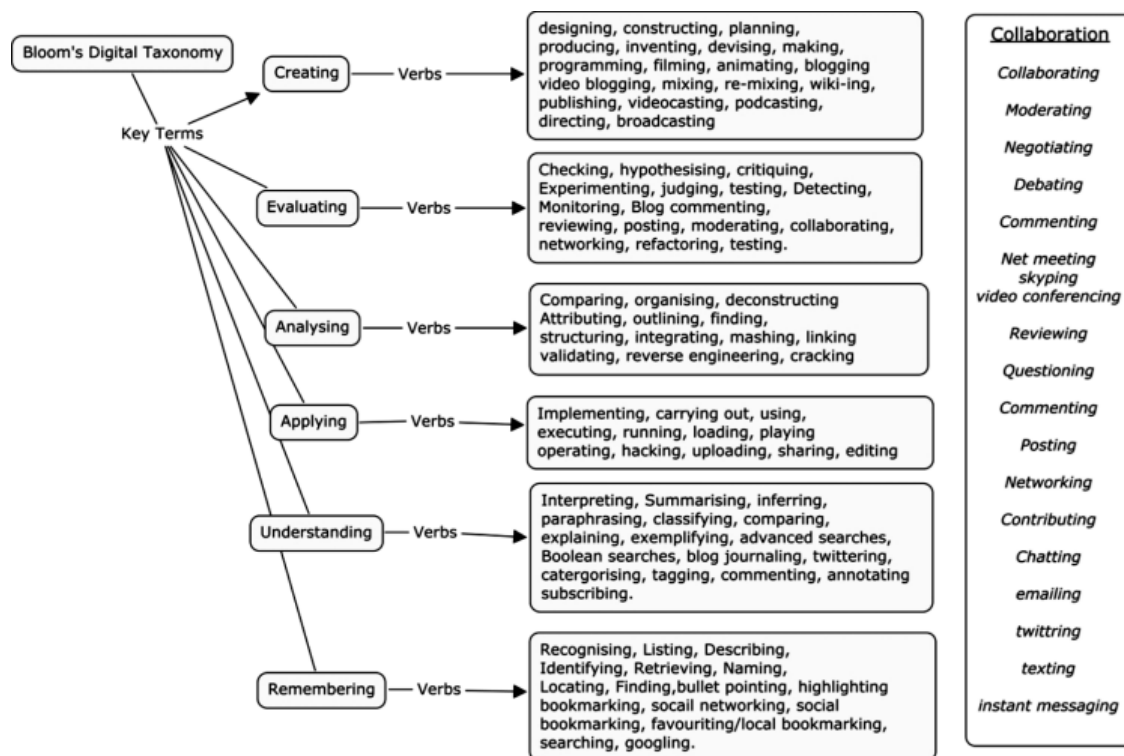 Bloom's Digital Taxonomy
Key Terms
Creating
Verbs
designing, constructing, planning,
producing, inventing, devising, making,
programming, filming, animating, blogging
video blogging, mixing, re-mixing, wiki-ing,
publishing, videocasting, podcasting,
directing, broadcasting
Evaluating
Verbs
Checking, hypothesising, critiquing,
Experimenting, judging, testing, Detecting,
Monitoring, Blog commenting,
reviewing, posting, moderating, collaborating,
networking, refactoring, testing.
Analysing
Verbs
Comparing, organising, deconstructing
Attributing, outlining, finding,
structuring, integrating, mashing, linking
validating, reverse engineering, cracking
Applying
Verbs
Implementing, carrying out, using,
executing, running, loading, playing
operating, hacking, uploading, sharing, editing
Understanding
Verbs
Interpreting, Summarising, inferring,
paraphrasing, classifying, comparing,
explaining, exemplifying, advanced searches,
Boolean searches, blog journaling, twittering,
catergorising, tagging, commenting, annotating
subscribing.
Remembering
Verbs
Recognising, Listing, Describing,
Identifying, Retrieving, Naming,
Locating, Finding,bullet pointing, highlighting
bookmarking, socail networking, social
bookmarking, favouriting/local bookmarking,
searching, googling.
Collaboration
Collaborating
Moderating
Negotiating
Debating
Commenting
Net meeting
skyping
video conferencing
Reviewing
Questioning
Commenting
Posting
Networking
Contributing
Chatting
emailing
twittring
texting
instant messaging